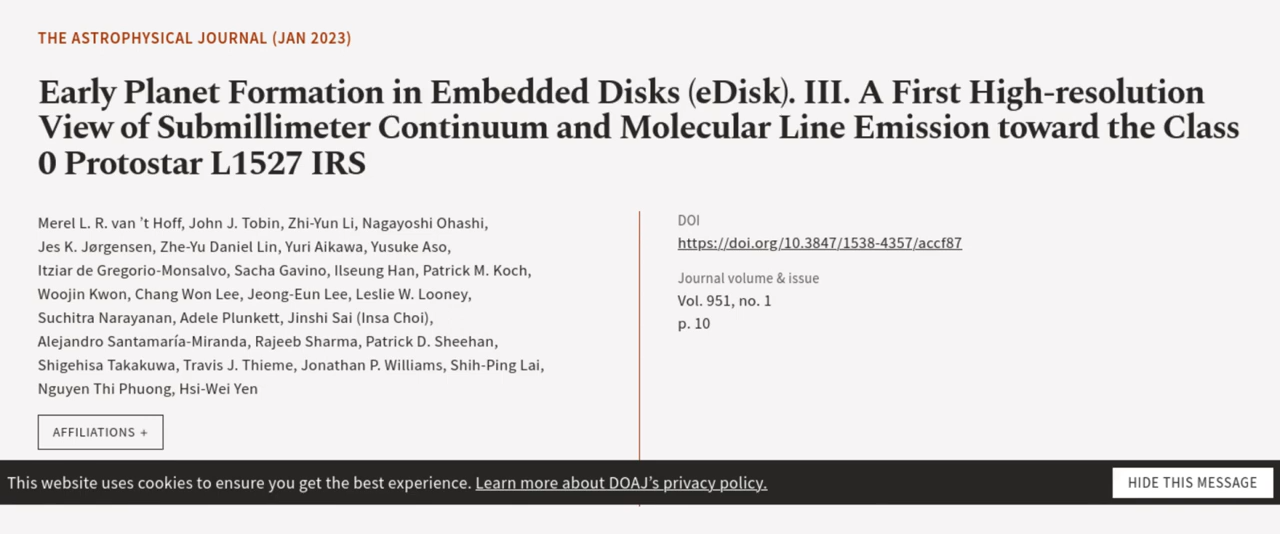 THE ASTROPHYSICAL JOURNAL (JAN 2023)
Early Planet Formation in Embedded Disks (eDisk). III. A First High-resolution
View of Submillimeter Continuum and Molecular Line Emission toward the Class
0 Protostar L1527 IRS
Merel L. R. van ’t Hoff, John J. Tobin, Zhi-Yun Li, Nagayoshi Ohashi,
Jes K. Jørgensen, Zhe-Yu Daniel Lin, Yuri Aikawa, Yusuke Aso,
Itziar de Gregorio-Monsalvo, Sacha Gavino, Ilseung Han, Patrick M. Koch,
Woojin Kwon, Chang Won Lee, Jeong-Eun Lee, Leslie W. Looney,
Suchitra Narayanan, Adele Plunkett, Jinshi Sai (Insa Choi),
Alejandro Santamaría-Miranda, Rajeeb Sharma, Patrick D. Sheehan,
Shigehisa Takakuwa, Travis J. Thieme, Jonathan P. Williams, Shih-Ping Lai,
Nguyen Thi Phuong, Hsi-Wei Yen
AFFILIATIONS +
DOI
https://doi.org/10.3847/1538-4357/accf87
Journal volume & issue
Vol. 951, no. 1
p. 10
This website uses cookies to ensure you get the best experience. Learn more about DOAJ’s privacy policy.
HIDE THIS MESSAGE